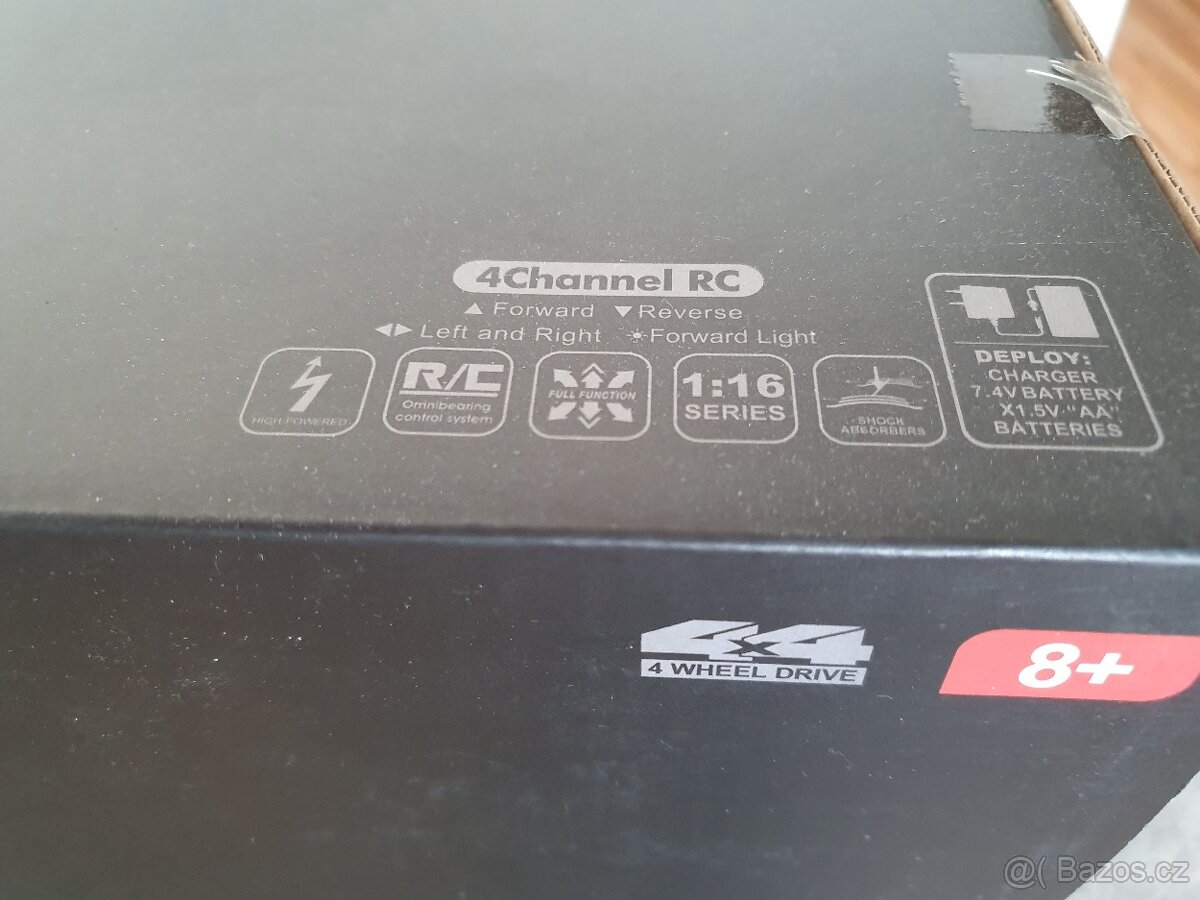 4Channel RC
▲ Forward ▼Reverse
◀▶ Left and Right ☀Forward Light
HIGH-POWERED
R/C
Omnibearing
control system
FULL FUNCTION
1:16
SERIES
SHOCK
ABSORBERS
DEPLOY:
CHARGER
7.4V BATTERY
X1.5V-"AA"
BATTERIES
4x4
4 WHEEL DRIVE
8+
@( Bazos.cz